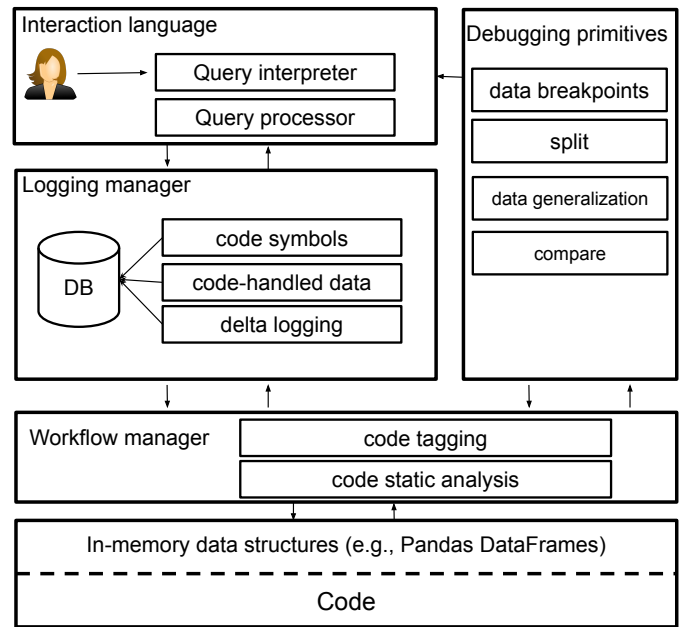 Interaction language
Query interpreter
Query processor
Debugging primitives
data breakpoints
split
data generalization
compare
Logging manager
DB
code symbols
code-handled data
delta logging
Workflow manager
code tagging
code static analysis
In-memory data structures (e.g., Pandas DataFrames)
Code